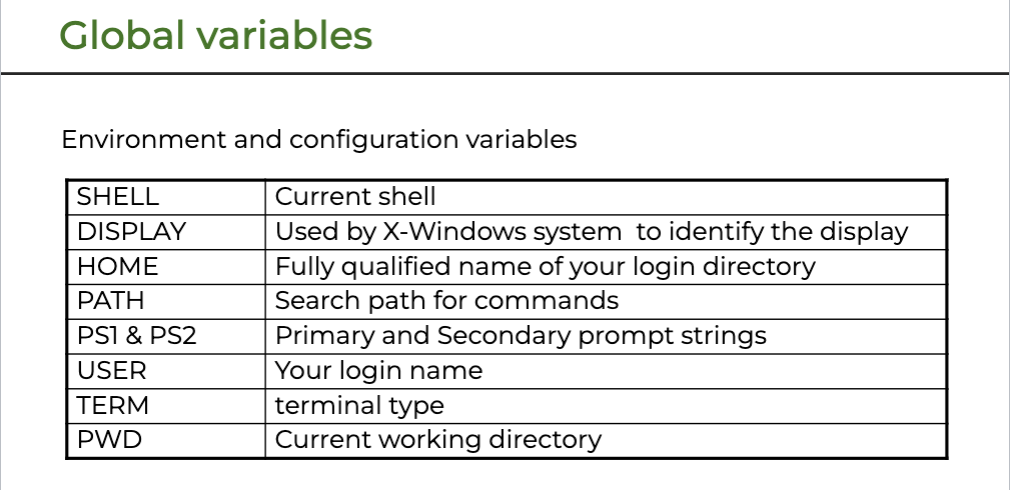 Global variables
Environment and configuration variables
SHELL Current shell
DISPLAY Used by X-Windows system  to identify the display
HOME Fully qualified name of your login directory
PATH Search path for commands
PS1 & PS2 Primary and Secondary prompt strings
USER Your login name
TERM terminal type
PWD Current working directory